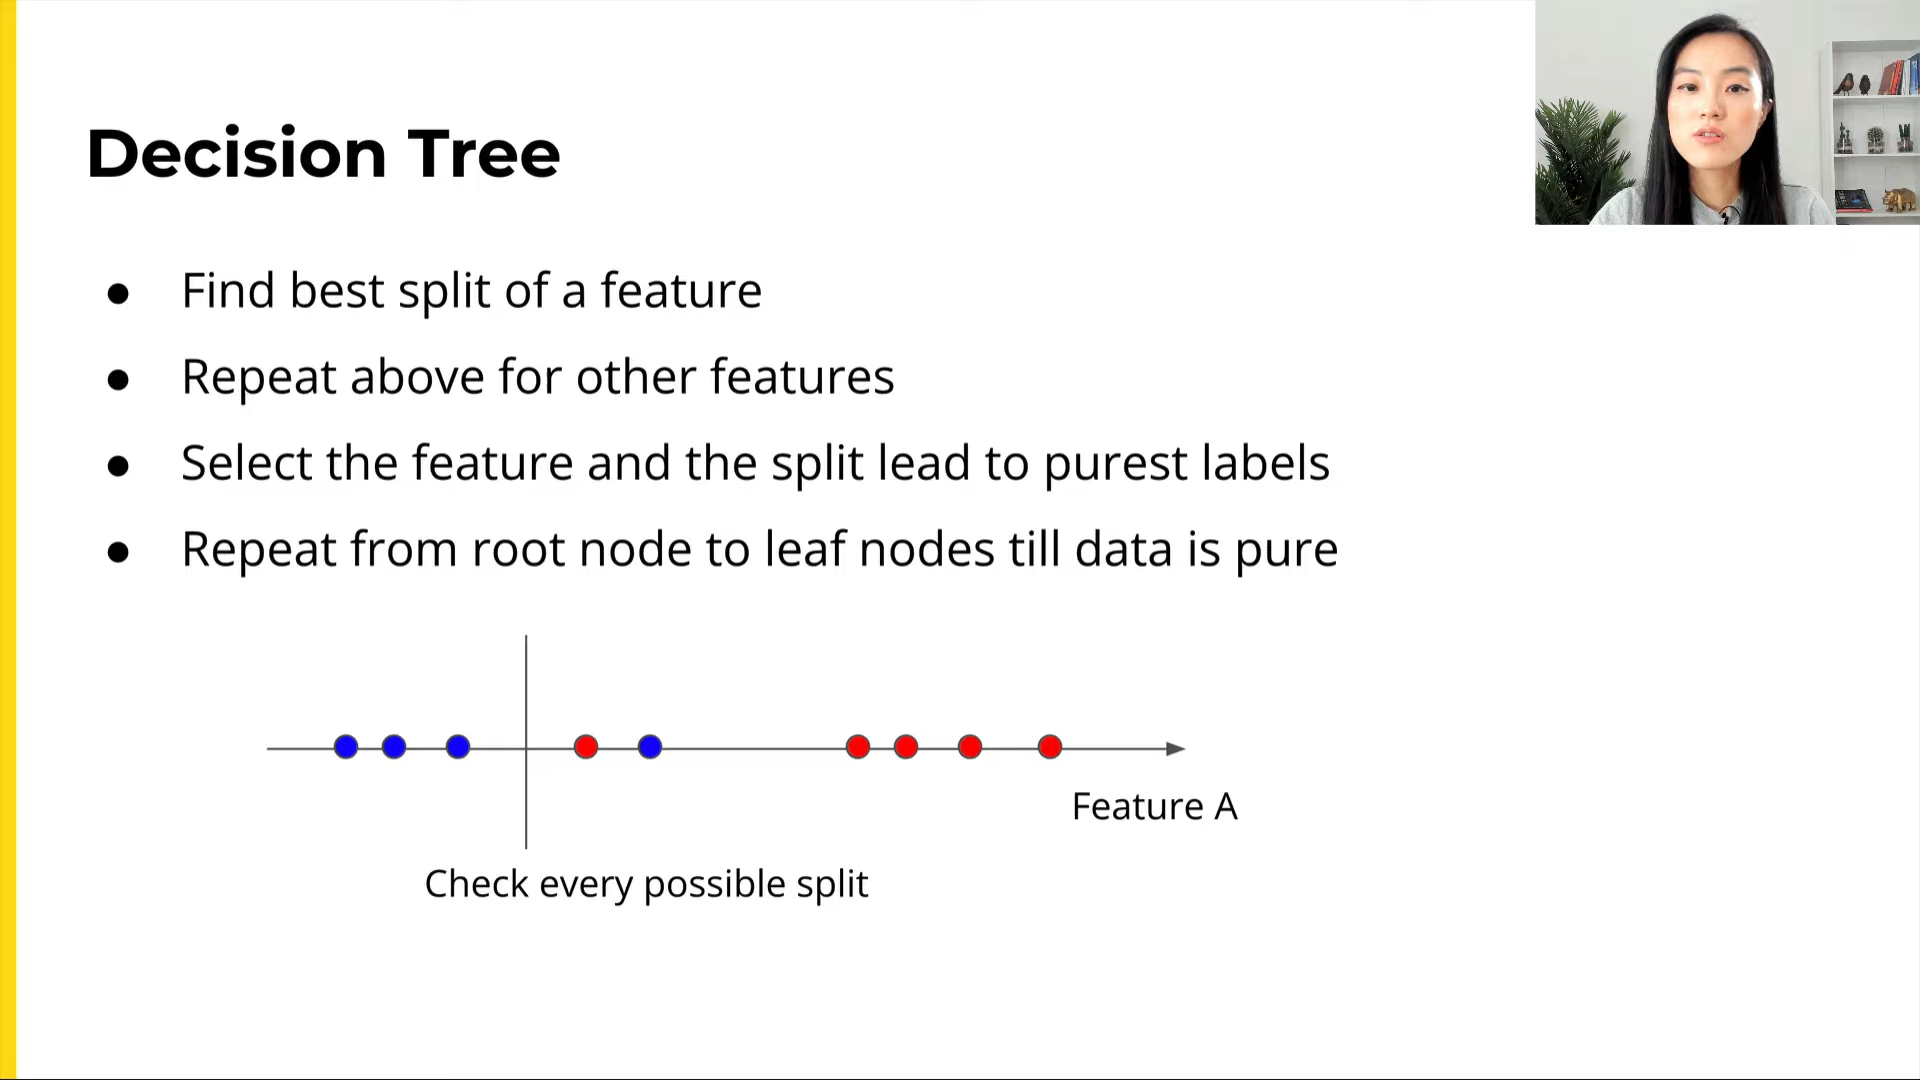 Decision Tree
● Find best split of a feature
● Repeat above for other features
● Select the feature and the split lead to purest labels
● Repeat from root node to leaf nodes till data is pure
Feature A
Check every possible split